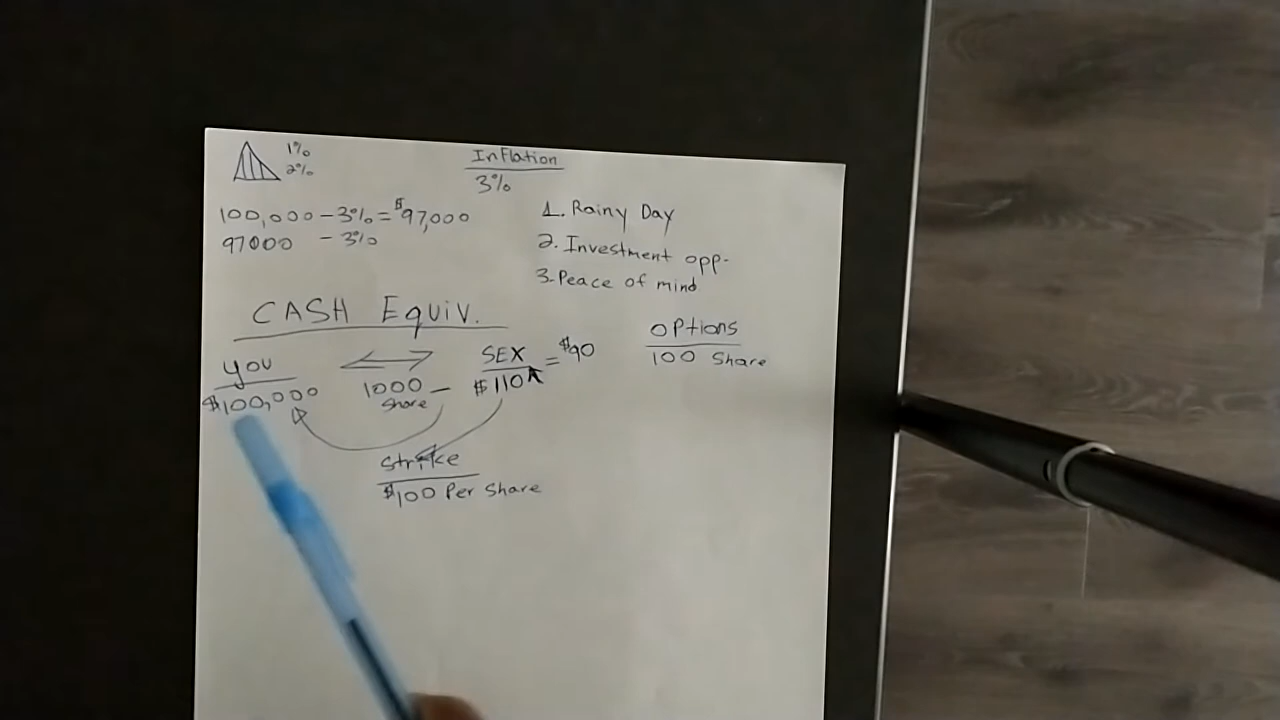 1%
2%
Inflation
3%
100,000 - 3% = $97,000
97000 - 3%
1. Rainy Day
2. Investment opp.
3. Peace of mind
CASH Equiv.
you
$100,000
1000
Share
SEX
$110
= $90
Strike
$100 Per Share
options
100 Share